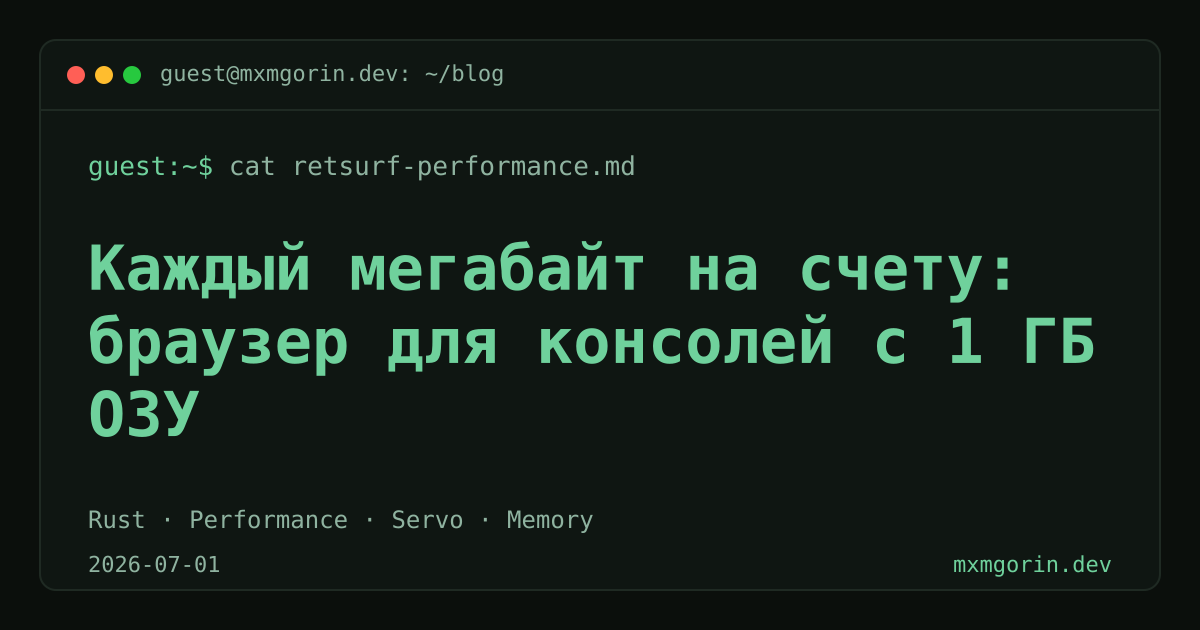 guest@mxmgorin.dev: ~/blog
guest:~$ cat retsurf-performance.md
Каждый мегабайт на счету:
браузер для консолей с 1 ГБ
ОЗУ
Rust · Performance · Servo · Memory
2026-07-01
mxmgorin.dev